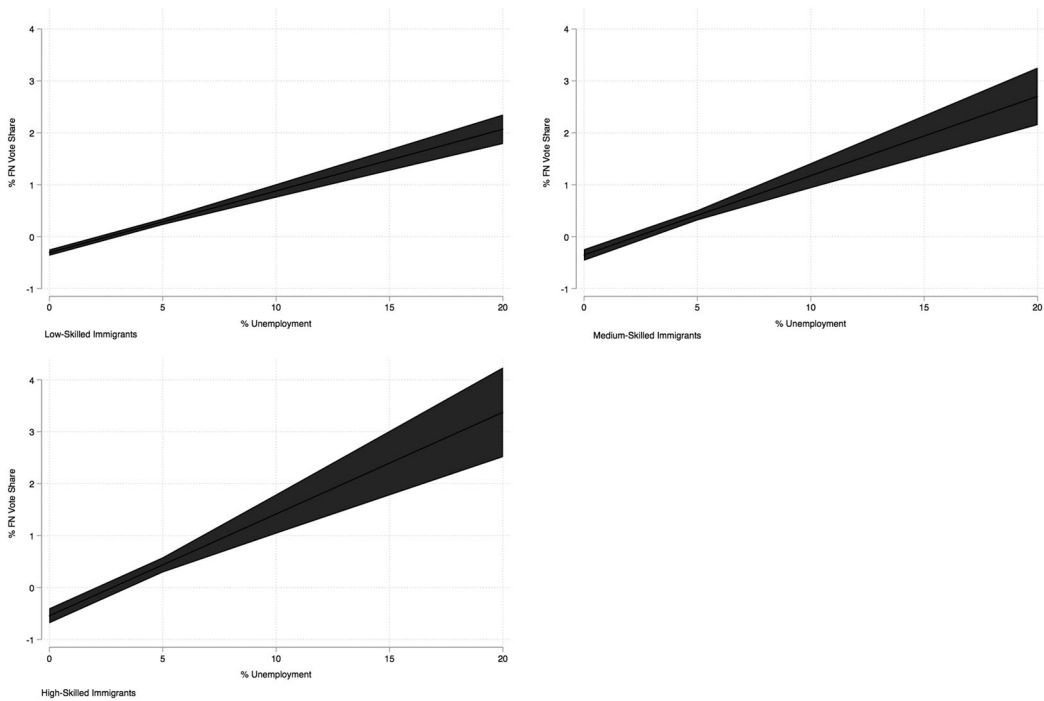 4
3
2
1
0
-1
% FN Vote Share
0 5 10 15 20
% Unemployment
Low-Skilled Immigrants
4
3
2
1
0
-1
% FN Vote Share
0 5 10 15 20
% Unemployment
Medium-Skilled Immigrants
4
3
2
1
0
-1
% FN Vote Share
0 5 10 15 20
% Unemployment
High-Skilled Immigrants